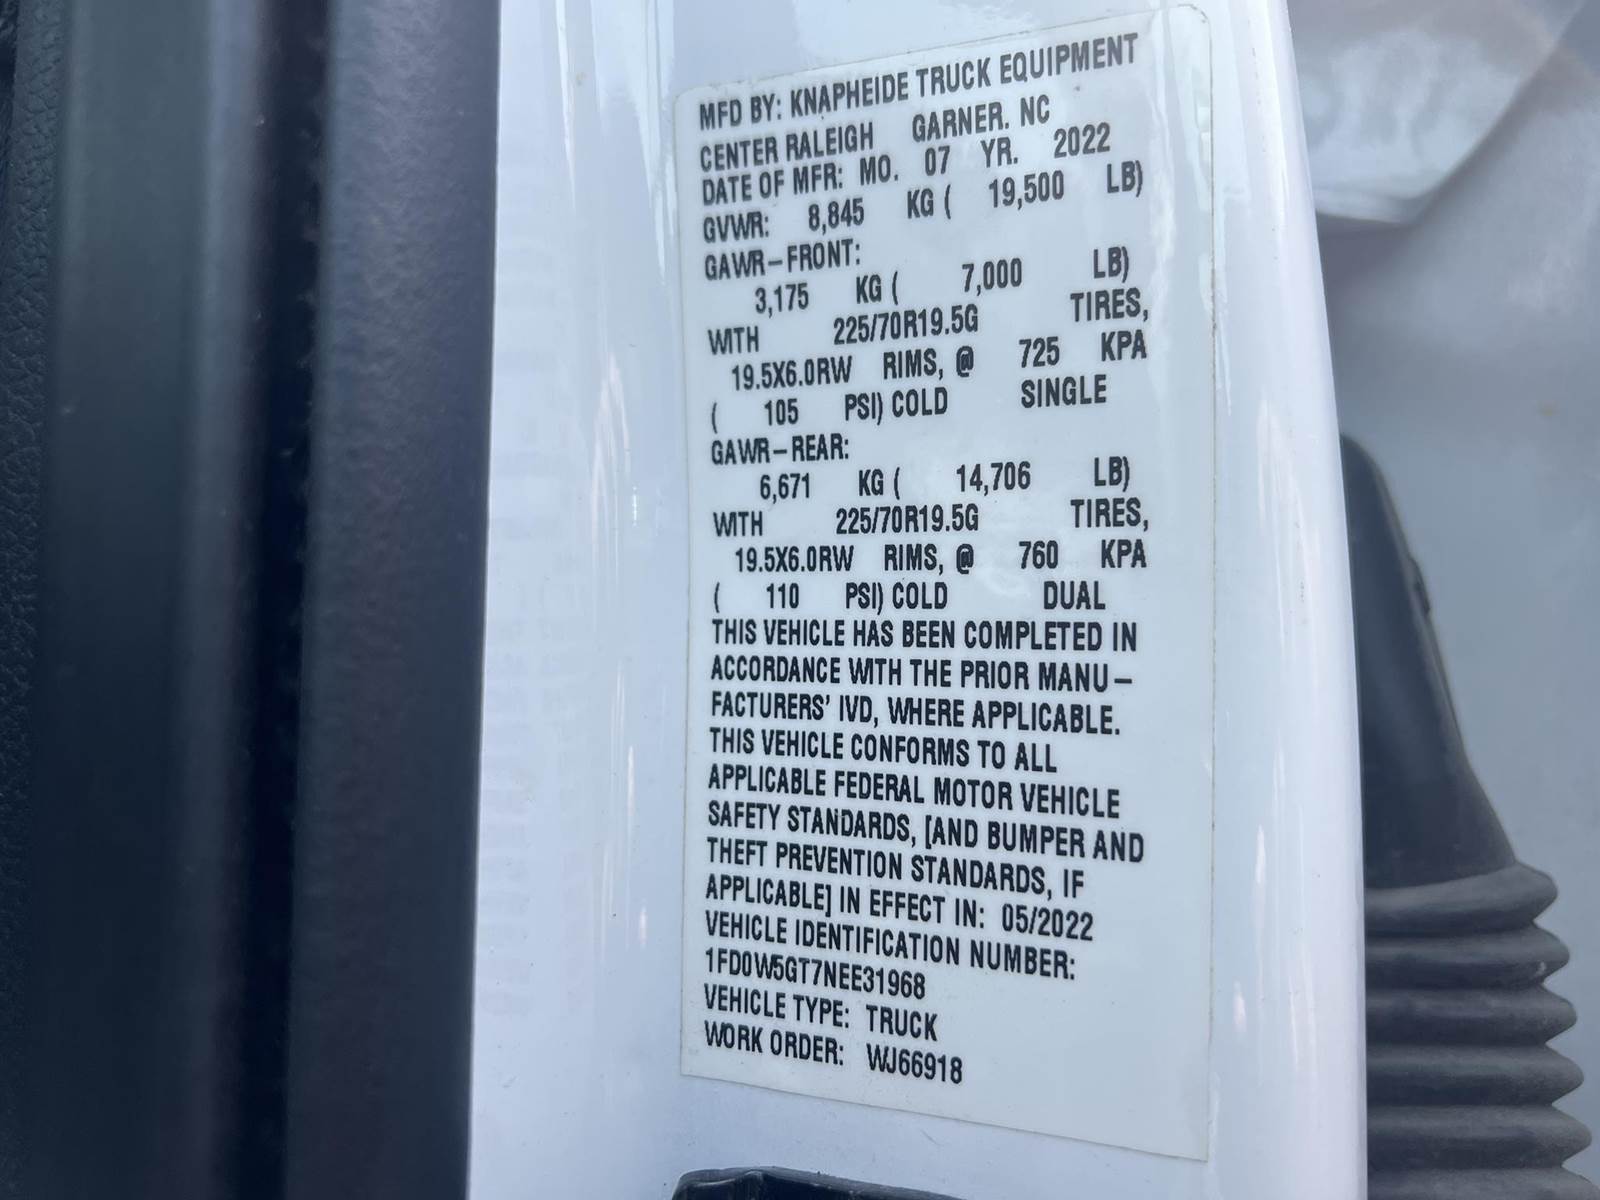 MFD BY: KNAPHEIDE TRUCK EQUIPMENT
CENTER RALEIGH GARNER. NC
DATE OF MFR: MO. 07 YR. 2022
GVWR: 8,845 KG ( 19,500 LB)
GAWR-FRONT:
3,175 KG ( 7,000 LB)
WITH 225/70R19.5G TIRES,
19.5X6.0RW RIMS, @ 725 KPA
( 105 PSI) COLD SINGLE
GAWR-REAR:
6,671 KG ( 14,706 LB)
WITH 225/70R19.5G TIRES,
19.5X6.0RW RIMS, @ 760 KPA
( 110 PSI) COLD DUAL
THIS VEHICLE HAS BEEN COMPLETED IN
ACCORDANCE WITH THE PRIOR MANU-
FACTURERS' IVD, WHERE APPLICABLE.
THIS VEHICLE CONFORMS TO ALL
APPLICABLE FEDERAL MOTOR VEHICLE
SAFETY STANDARDS, [AND BUMPER AND
THEFT PREVENTION STANDARDS, IF
APPLICABLE] IN EFFECT IN: 05/2022
VEHICLE IDENTIFICATION NUMBER:
1FD0W5GT7NEE31968
VEHICLE TYPE: TRUCK
WORK ORDER: WJ66918